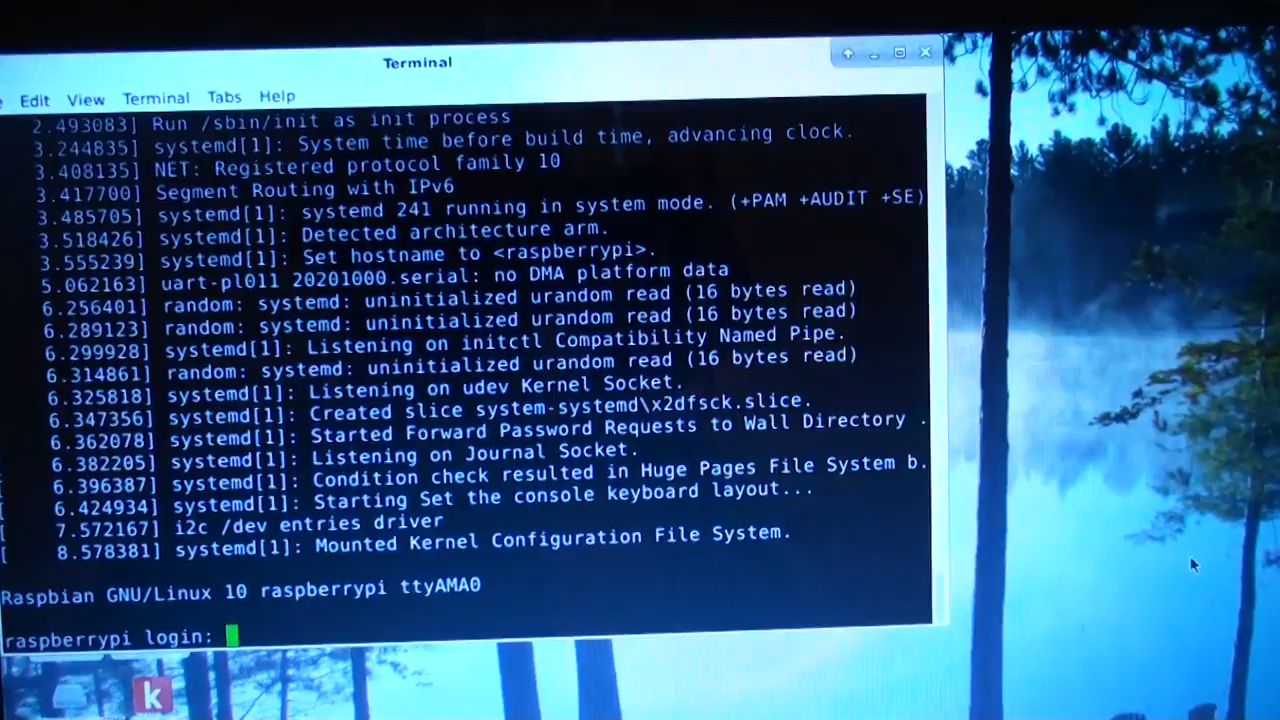 Terminal
Edit View Terminal Tabs Help
2.493083] Run /sbin/init as init process
3.244835] systemd[1]: System time before build time, advancing clock.
3.408135] NET: Registered protocol family 10
3.417700] Segment Routing with IPv6
3.485705] systemd[1]: systemd 241 running in system mode. (+PAM +AUDIT +SE)
3.518426] systemd[1]: Detected architecture arm.
3.555239] systemd[1]: Set hostname to <raspberrypi>.
5.062163] uart-pl011 20201000.serial: no DMA platform data
6.256401] random: systemd: uninitialized urandom read (16 bytes read)
6.289123] random: systemd: uninitialized urandom read (16 bytes read)
6.299928] systemd[1]: Listening on initctl Compatibility Named Pipe.
6.314861] random: systemd: uninitialized urandom read (16 bytes read)
6.325818] systemd[1]: Listening on udev Kernel Socket.
6.347356] systemd[1]: Created slice system-systemd\x2dfsck.slice.
6.362078] systemd[1]: Started Forward Password Requests to Wall Directory .
6.382205] systemd[1]: Listening on Journal Socket.
6.396387] systemd[1]: Condition check resulted in Huge Pages File System b.
[ 6.424934] systemd[1]: Starting Set the console keyboard layout...
[ 7.572167] i2c /dev entries driver
[ 8.578381] systemd[1]: Mounted Kernel Configuration File System.
Raspbian GNU/Linux 10 raspberrypi ttyAMA0
raspberrypi login:
k